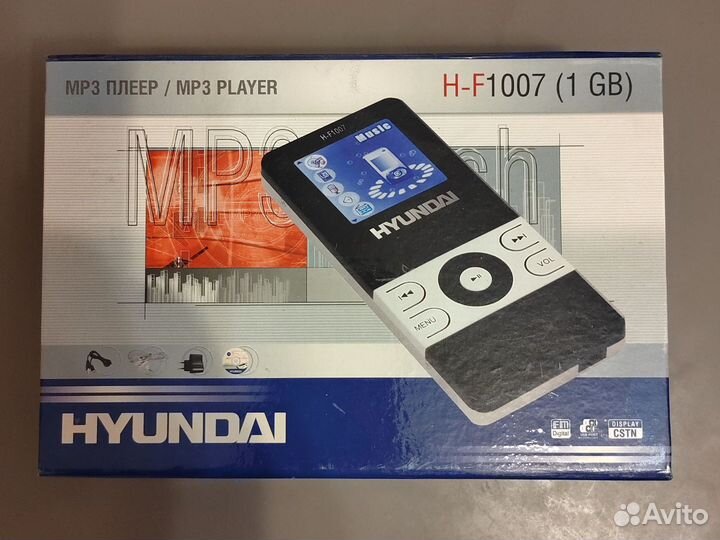 MP3 ПЛЕЕР / MP3 PLAYER
H-F1007 (1 GB)
H-F1007
Music
HYUNDAI
VOL
MENU
HYUNDAI
FM
Digital
DISPLAY
CSTN
Avito